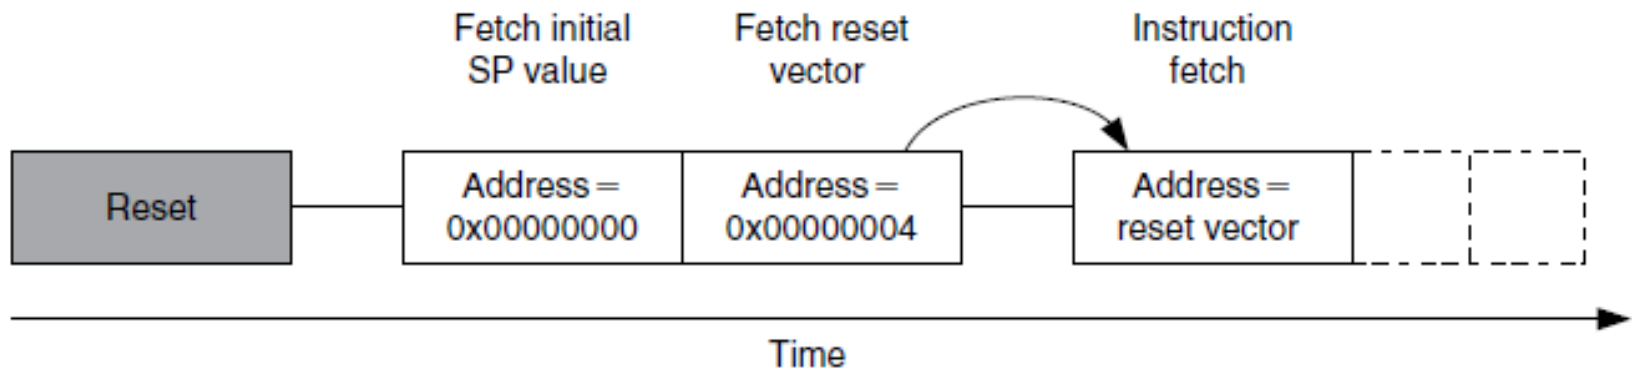 Fetch initial
SP value
Fetch reset
vector
Instruction
fetch
Reset
Address =
0x00000000
Address =
0x00000004
Address =
reset vector
Time